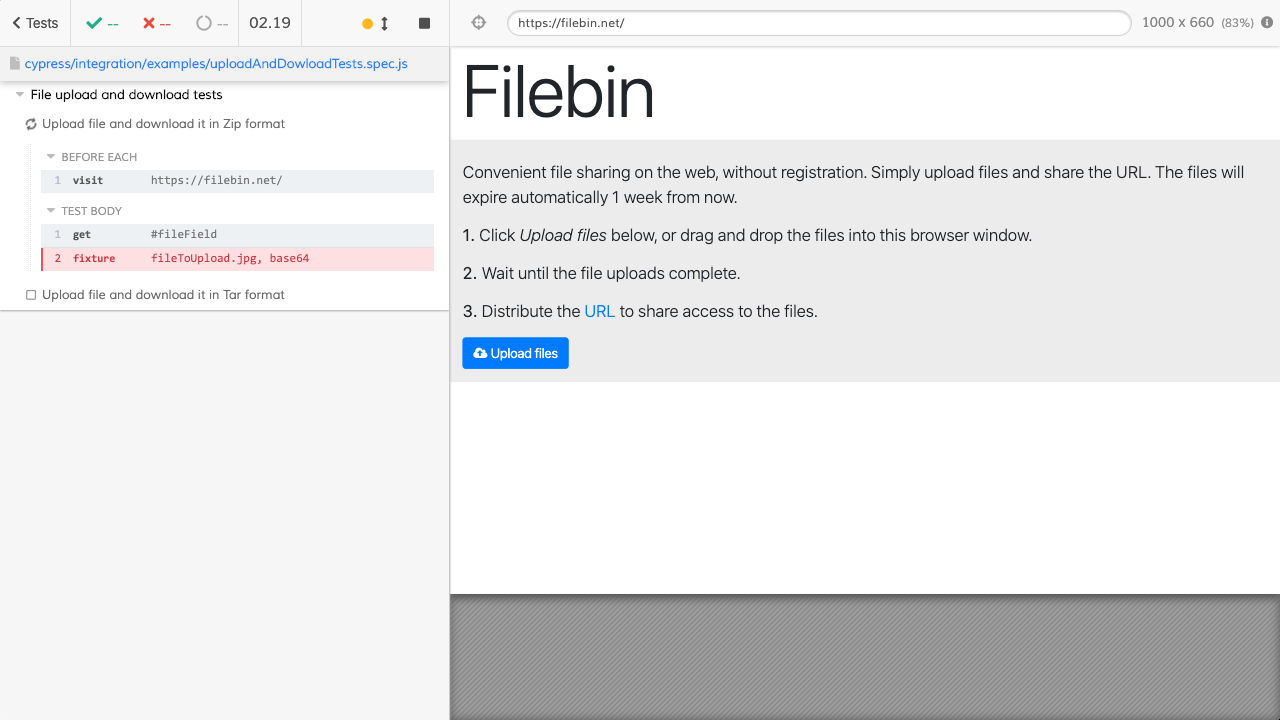 Tests -- -- -- 02.19
https://filebin.net/ 1000 x 660 (83%)
cypress/integration/examples/uploadAndDowloadTests.spec.js
File upload and download tests
Upload file and download it in Zip format
BEFORE EACH
1 visit https://filebin.net/
TEST BODY
1 get #fileField
2 fixture fileToUpload.jpg, base64
Upload file and download it in Tar format
Filebin
Convenient file sharing on the web, without registration. Simply upload files and share the URL. The files will
expire automatically 1 week from now.
1. Click Upload files below, or drag and drop the files into this browser window.
2. Wait until the file uploads complete.
3. Distribute the URL to share access to the files.
Upload files